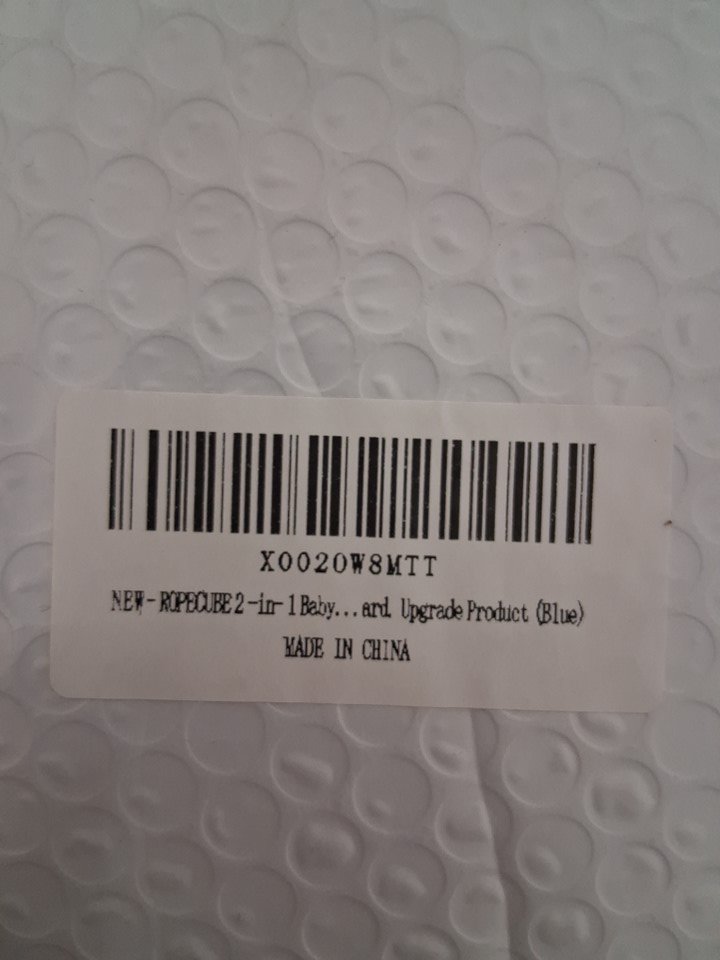 X0020W8MTT
NEW-ROPECUBE 2-in-1 Baby...ard, Upgrade Product (Blue)
MADE IN CHINA